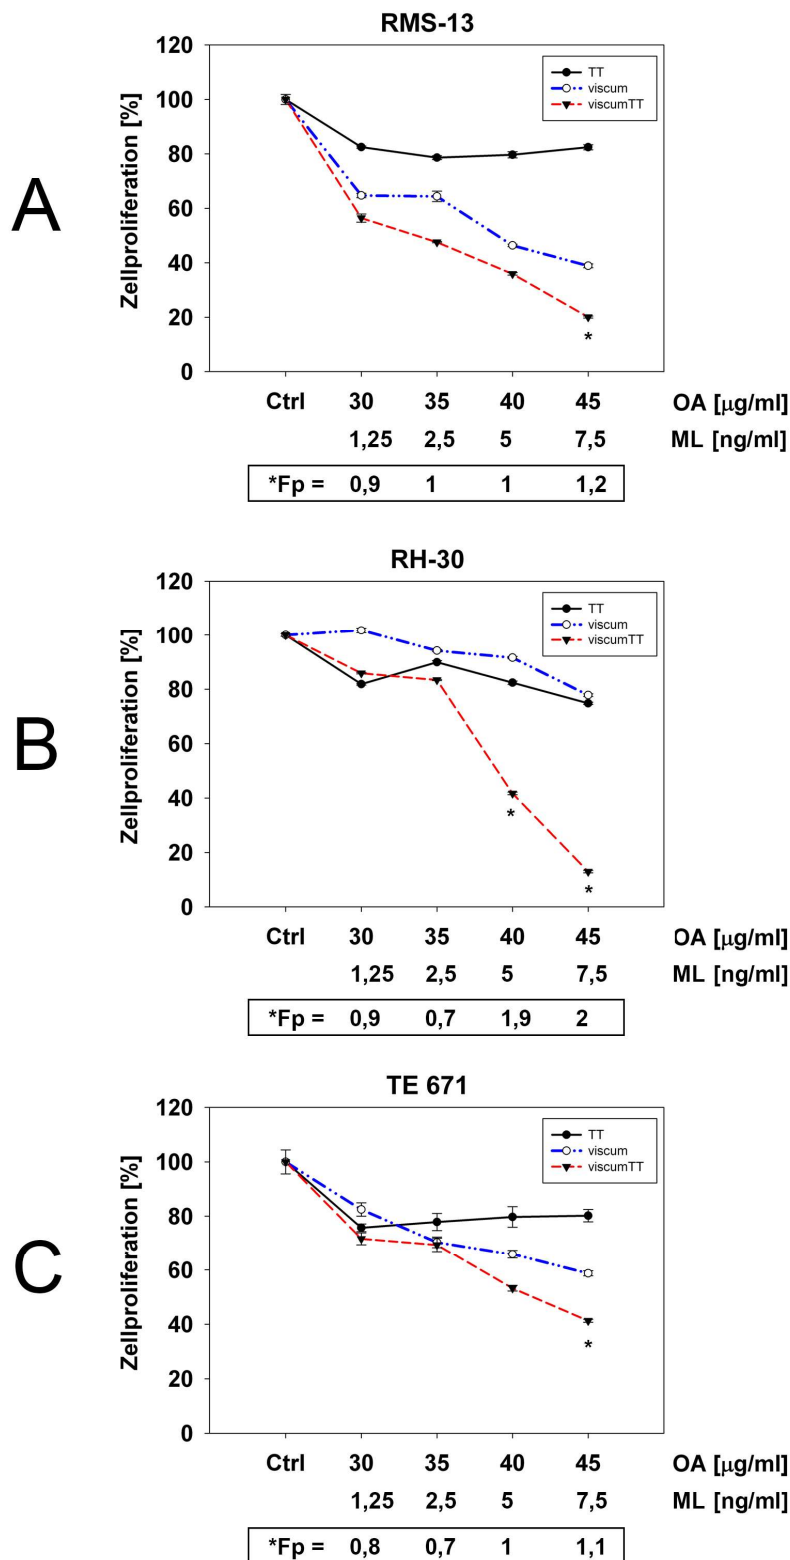 A
RMS-13
Zellproliferation [%]
120
100
80
60
40
20
0
TT
viscum
viscumTT
*
Ctrl 30 35 40 45 OA [µg/ml]
1,25 2,5 5 7,5 ML [ng/ml]
*Fp = 0,9 1 1 1,2
B
RH-30
Zellproliferation [%]
120
100
80
60
40
20
0
TT
viscum
viscumTT
*
*
Ctrl 30 35 40 45 OA [µg/ml]
1,25 2,5 5 7,5 ML [ng/ml]
*Fp = 0,9 0,7 1,9 2
C
TE 671
Zellproliferation [%]
120
100
80
60
40
20
0
TT
viscum
viscumTT
*
Ctrl 30 35 40 45 OA [µg/ml]
1,25 2,5 5 7,5 ML [ng/ml]
*Fp = 0,8 0,7 1 1,1